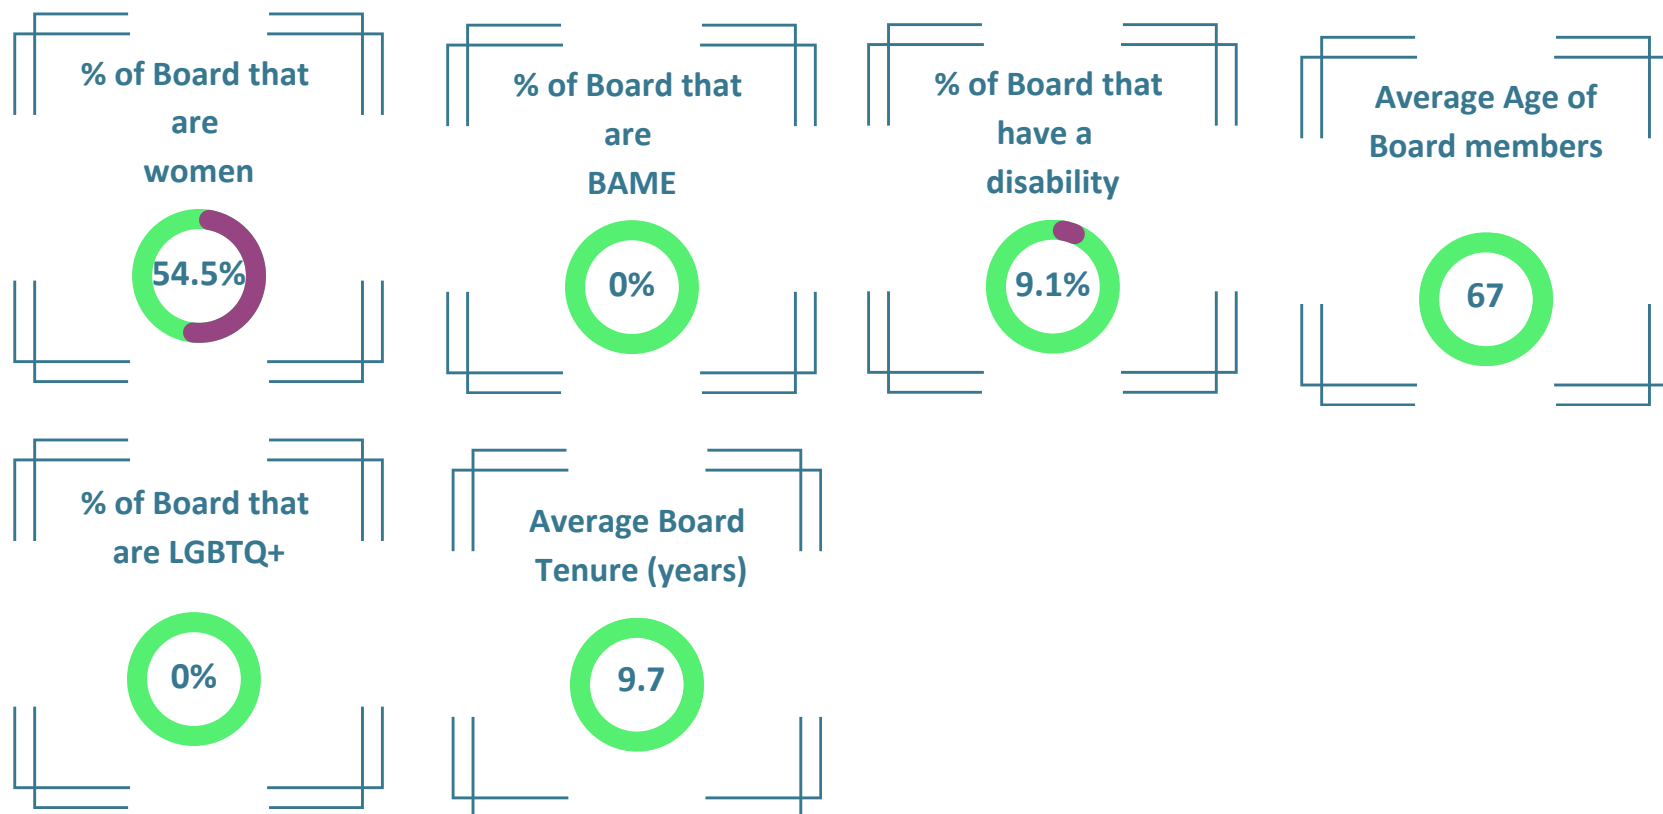 % of Board that
are
women
54.5%
% of Board that
are
BAME
0%
% of Board that
have a
disability
9.1%
Average Age of
Board members
67
% of Board that
are LGBTQ+
0%
Average Board
Tenure (years)
9.7